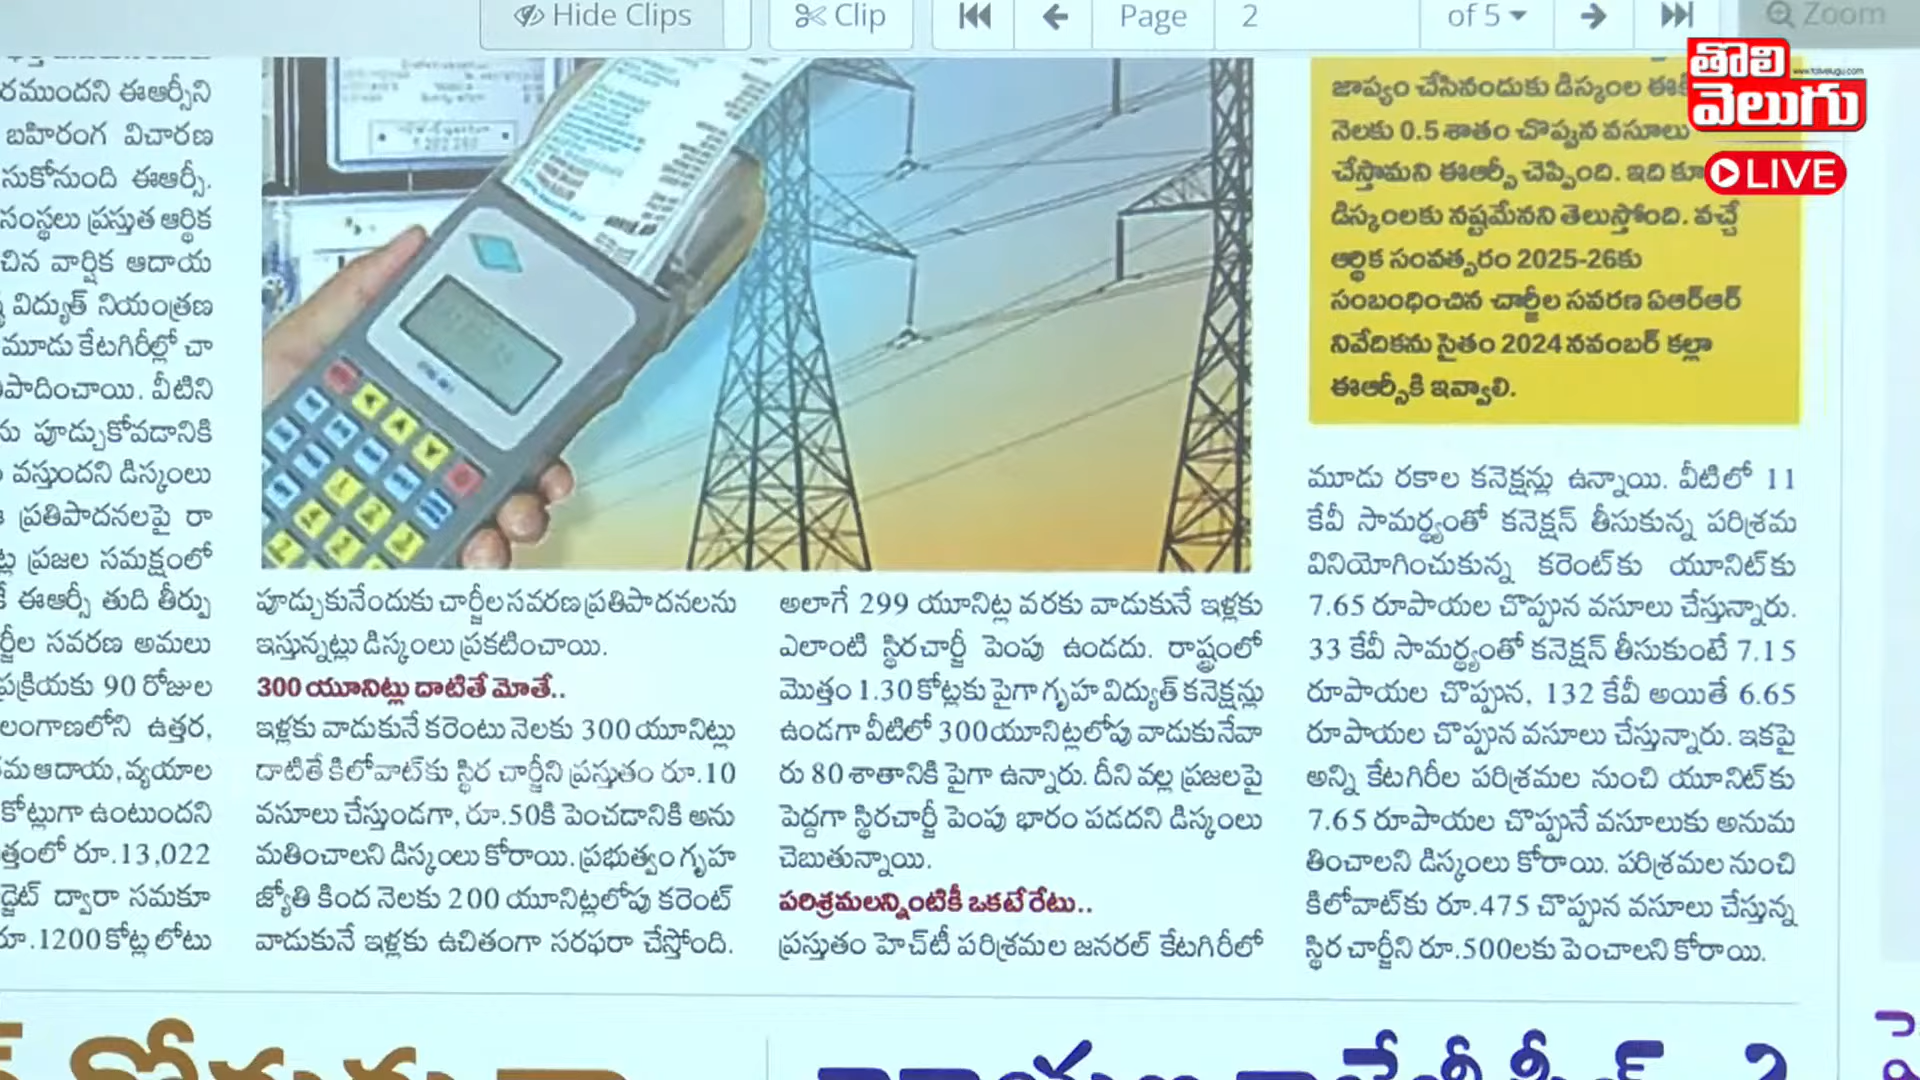 Hide Clips
Clip
Page
2
of 5
Zoom
తొలి
www.tolivelugu.com
వెలుగు
LIVE
రముందని ఈఆర్సీని
బహిరంగ విచారణ
సుకోనుంది ఈఆర్సీ.
సంస్థలు ప్రస్తుత ఆర్థిక
చిన వార్షిక ఆదాయ
విద్యుత్ నియంత్రణ
మూడు కేటగిరీల్లో చా
పాదించాయి. వీటిని
ను పూడ్చుకోవడానికి
వస్తుందని డిస్కంలు
ప్రతిపాదనలపై రా
ట్ల ప్రజల సమక్షంలో
ఈఆర్సీ తుది తీర్పు
ర్జీల సవరణ అమలు
ప్రక్రియకు 90 రోజుల
లంగాణలోని ఉత్తర,
మ ఆదాయ, వ్యయాల
కోట్లుగా ఉంటుందని
త్తంలో రూ.13,022
డ్జెట్ ద్వారా సమకూ
రూ.1200 కోట్ల లోటు
పూడ్చుకునేందుకు చార్జీల సవరణ ప్రతిపాదనలను
ఇస్తున్నట్లు డిస్కంలు ప్రకటించాయి.
300 యూనిట్లు దాటితే మోతే..
ఇళ్లకు వాడుకునే కరెంటు నెలకు 300 యూనిట్లు
దాటితే కిలోవాట్‌కు స్థిర చార్జీని ప్రస్తుతం రూ.10
వసూలు చేస్తుండగా, రూ.50కి పెంచడానికి అను
మతించాలని డిస్కంలు కోరాయి. ప్రభుత్వం గృహ
జ్యోతి కింద నెలకు 200 యూనిట్లలోపు కరెంట్
వాడుకునే ఇళ్లకు ఉచితంగా సరఫరా చేస్తోంది.
అలాగే 299 యూనిట్ల వరకు వాడుకునే ఇళ్లకు
ఎలాంటి స్థిరచార్జీ పెంపు ఉండదు. రాష్ట్రంలో
మొత్తం 1.30 కోట్లకు పైగా గృహ విద్యుత్ కనెక్షన్లు
ఉండగా వీటిలో 300 యూనిట్లలోపు వాడుకునేవా
రు 80 శాతానికి పైగా ఉన్నారు. దీని వల్ల ప్రజలపై
పెద్దగా స్థిరచార్జీ పెంపు భారం పడదని డిస్కంలు
చెబుతున్నాయి.
పరిశ్రమలన్నింటికీ ఒకటే రేటు..
ప్రస్తుతం హెచ్‌టీ పరిశ్రమల జనరల్ కేటగిరీలో
జాప్యం చేసినందుకు డిస్కంల
నెలకు 0.5 శాతం చొప్పున వసూలు
చేస్తామని ఈఆర్సీ చెప్పింది. ఇది
డిస్కంలకు నష్టమేనని తెలుస్తోంది. వచ్చే
ఆర్థిక సంవత్సరం 2025-26కు
సంబంధించిన చార్జీల సవరణ ఏఆర్ఆర్
నివేదికను సైతం 2024 నవంబర్ కల్లా
ఈఆర్సీకి ఇవ్వాలి.
మూడు రకాల కనెక్షన్లు ఉన్నాయి. వీటిలో 11
కేవీ సామర్థ్యంతో కనెక్షన్ తీసుకున్న పరిశ్రమ
వినియోగించుకున్న కరెంట్‌కు యూనిట్‌కు
7.65 రూపాయల చొప్పున వసూలు చేస్తున్నారు.
33 కేవీ సామర్థ్యంతో కనెక్షన్ తీసుకుంటే 7.15
రూపాయల చొప్పున, 132 కేవీ అయితే 6.65
రూపాయల చొప్పున వసూలు చేస్తున్నారు. ఇకపై
అన్ని కేటగిరీల పరిశ్రమల నుంచి యూనిట్‌కు
7.65 రూపాయల చొప్పునే వసూలుకు అనుమ
తించాలని డిస్కంలు కోరాయి. పరిశ్రమల నుంచి
కిలోవాట్‌కు రూ.475 చొప్పున వసూలు చేస్తున్న
స్థిర చార్జీని రూ.500లకు పెంచాలని కోరాయి.